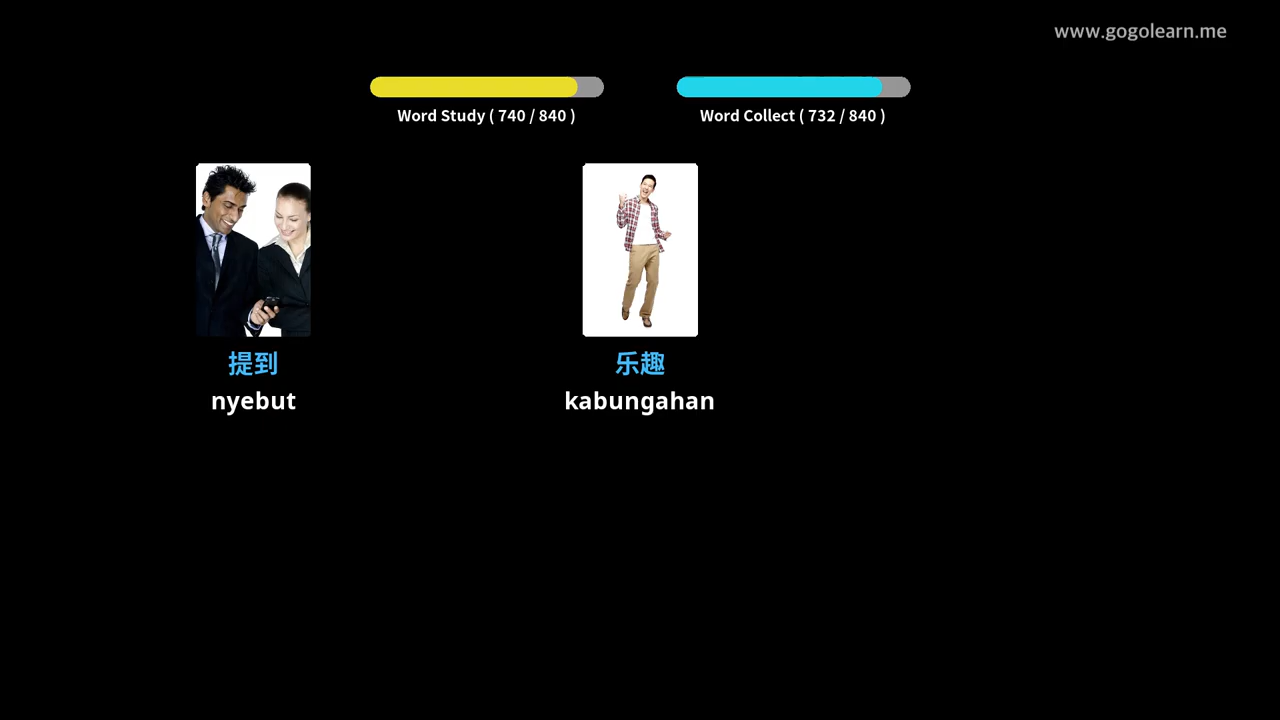 www.gogolearn.me
Word Study ( 740 / 840 )
Word Collect ( 732 / 840 )
提到
nyebut
乐趣
kabungahan